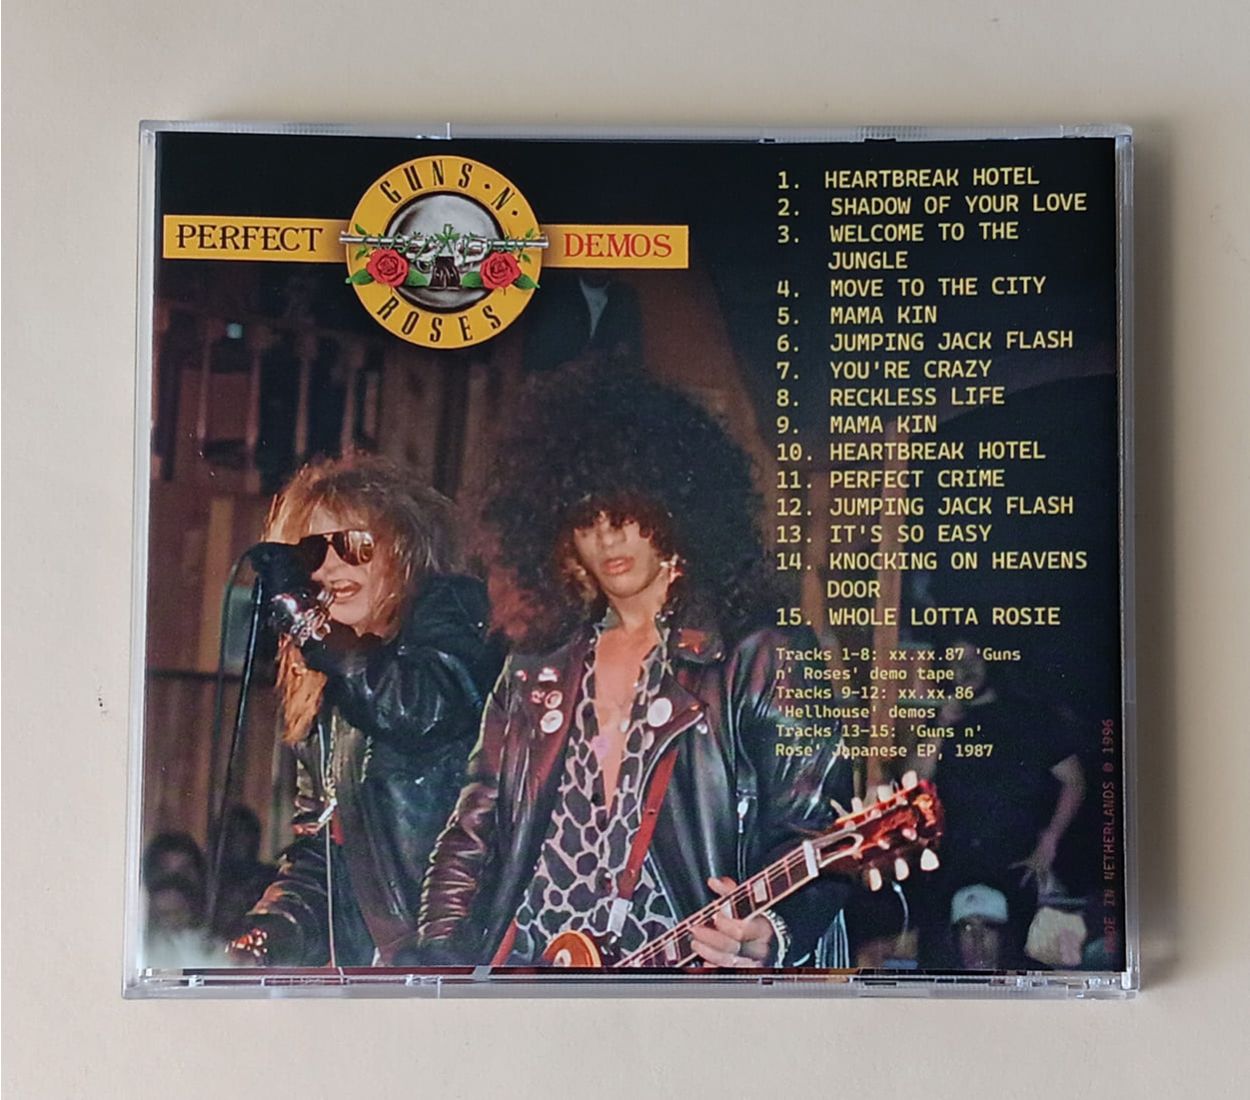 PERFECT
GUNS·N·
ROSES
DEMOS
1. HEARTBREAK HOTEL
2. SHADOW OF YOUR LOVE
3. WELCOME TO THE
JUNGLE
4. MOVE TO THE CITY
5. MAMA KIN
6. JUMPING JACK FLASH
7. YOU'RE CRAZY
8. RECKLESS LIFE
9. MAMA KIN
10. HEARTBREAK HOTEL
11. PERFECT CRIME
12. JUMPING JACK FLASH
13. IT'S SO EASY
14. KNOCKING ON HEAVENS
DOOR
15. WHOLE LOTTA ROSIE
Tracks 1-8: xx.xx.87 'Guns
n' Roses' demo tape
Tracks 9-12: xx.xx.86
'Hellhouse' demos
Tracks 13-15: 'Guns n'
Rose' Japanese EP, 1987
MADE IN NETHERLANDS @ 1996